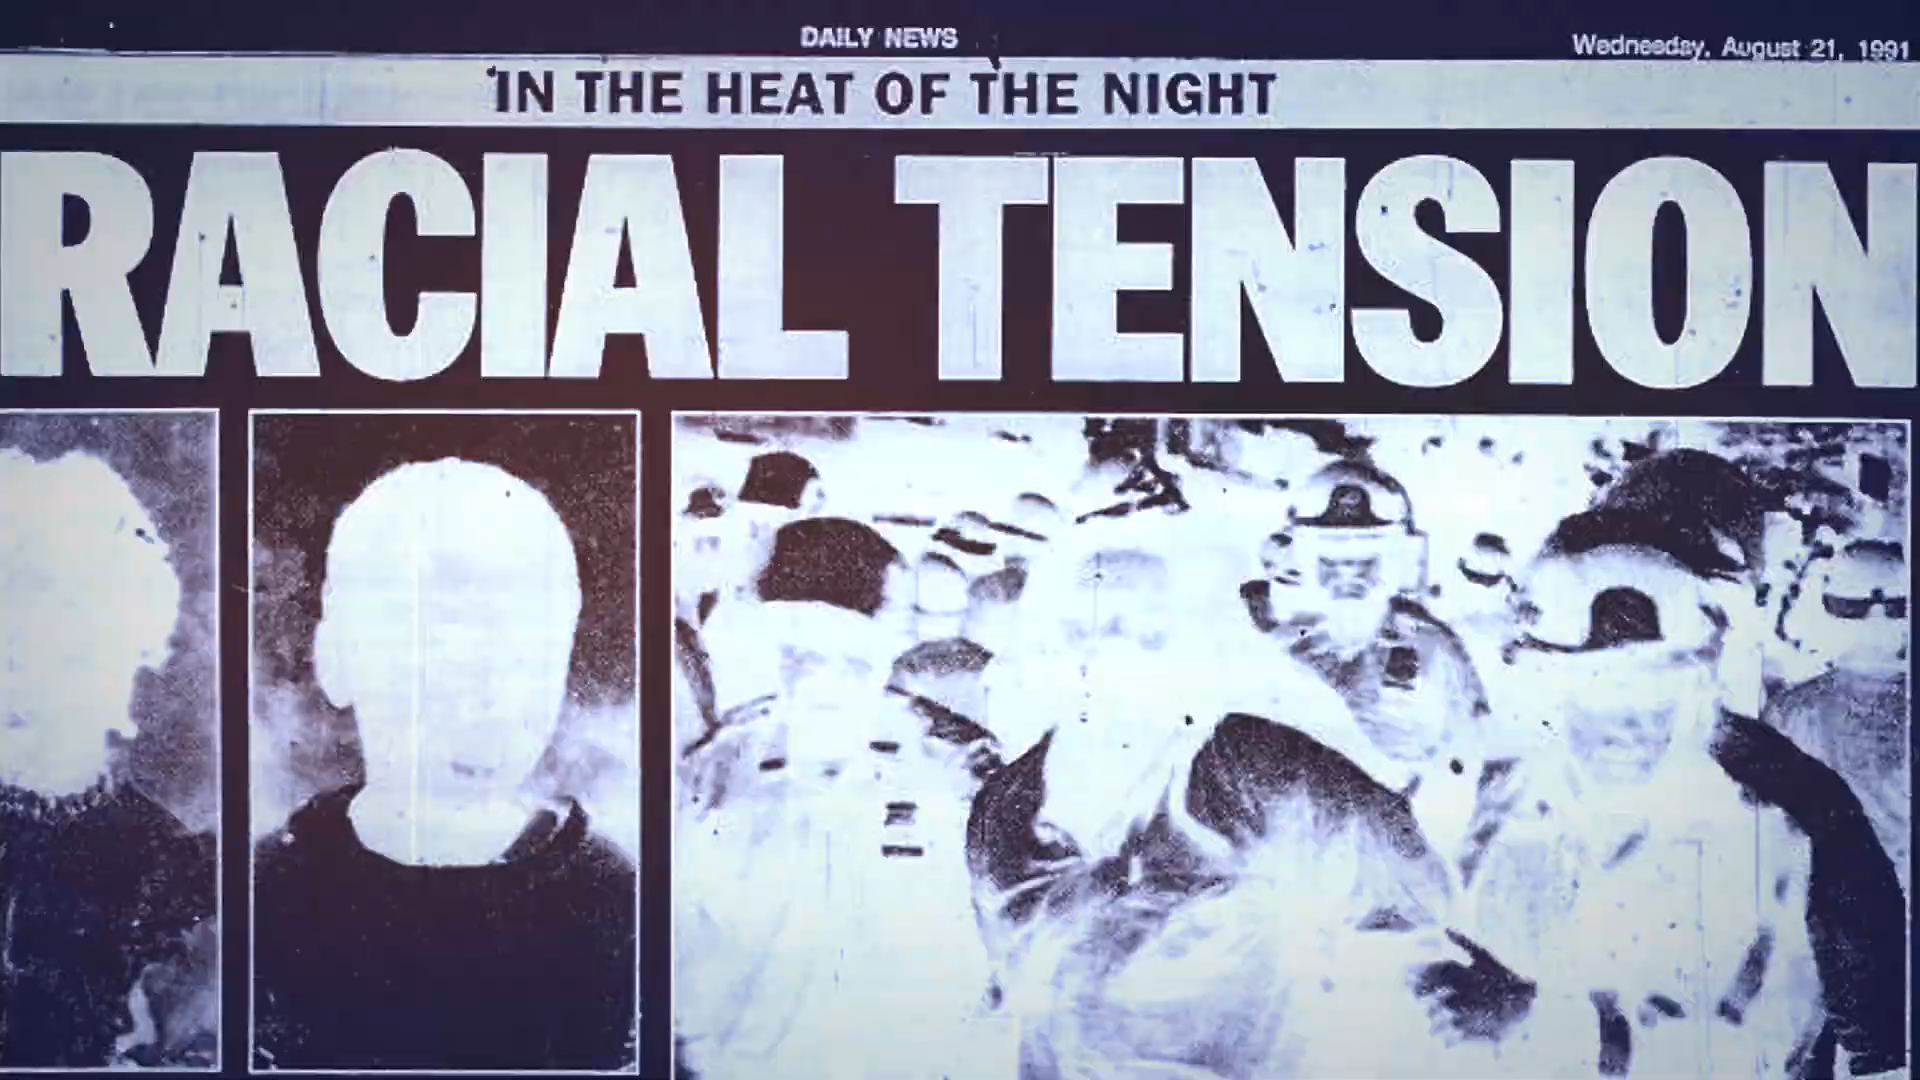 DAILY NEWS
Wednesday, August 21, 1991
IN THE HEAT OF THE NIGHT
RACIAL TENSION